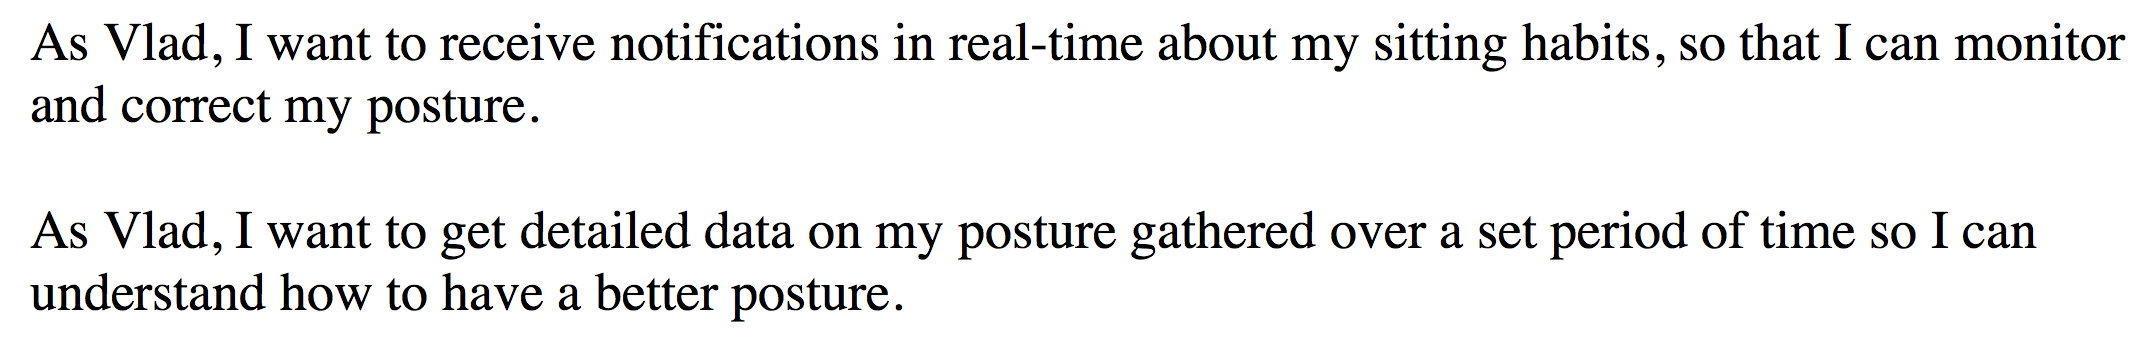 As Vlad, I want to receive notifications in real-time about my sitting habits, so that I can monitor
and correct my posture.
As Vlad, I want to get detailed data on my posture gathered over a set period of time so I can
understand how to have a better posture.